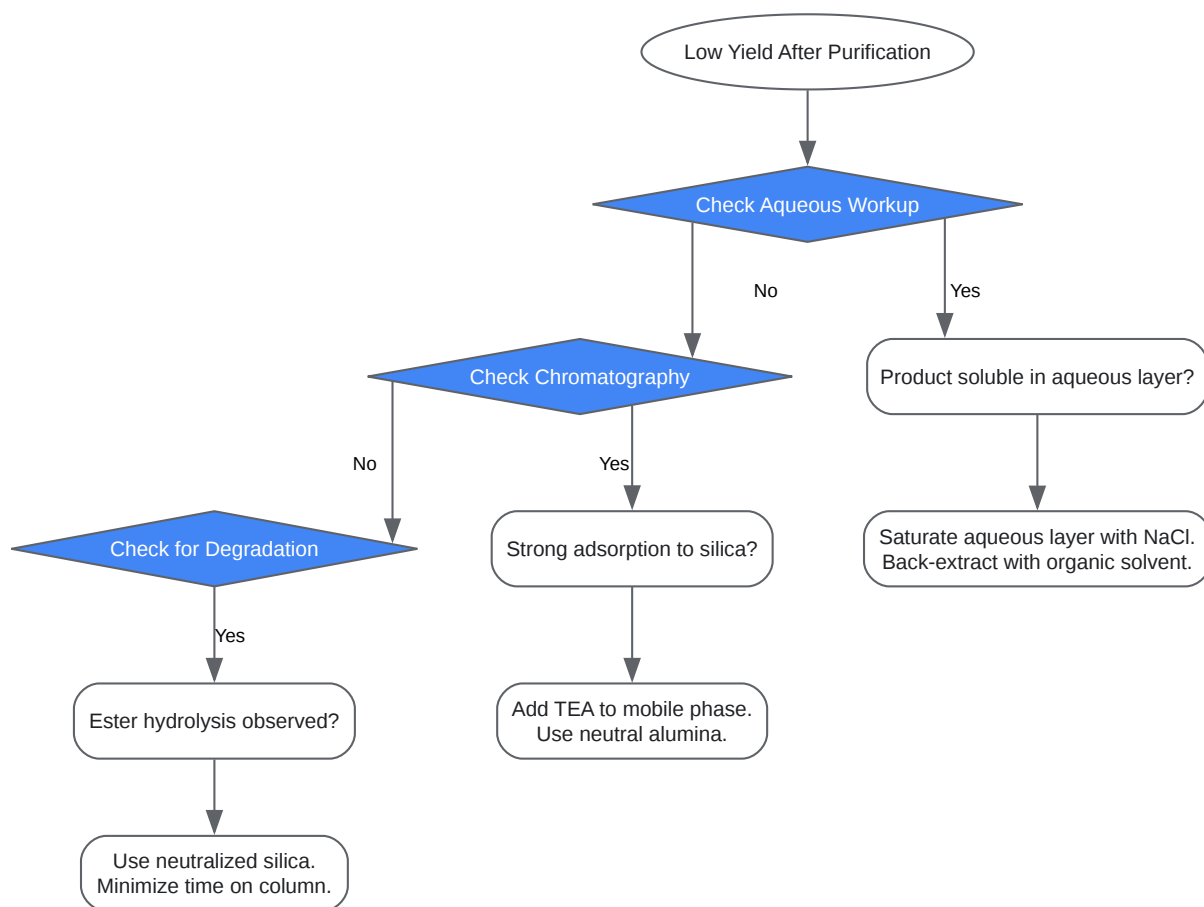 Low Yield After Purification
Check Aqueous Workup
No
Yes
Check Chromatography
Product soluble in aqueous layer?
No
Yes
Check for Degradation
Strong adsorption to silica?
Saturate aqueous layer with NaCl.
Back-extract with organic solvent.
Yes
Ester hydrolysis observed?
Add TEA to mobile phase.
Use neutral alumina.
Use neutralized silica.
Minimize time on column.